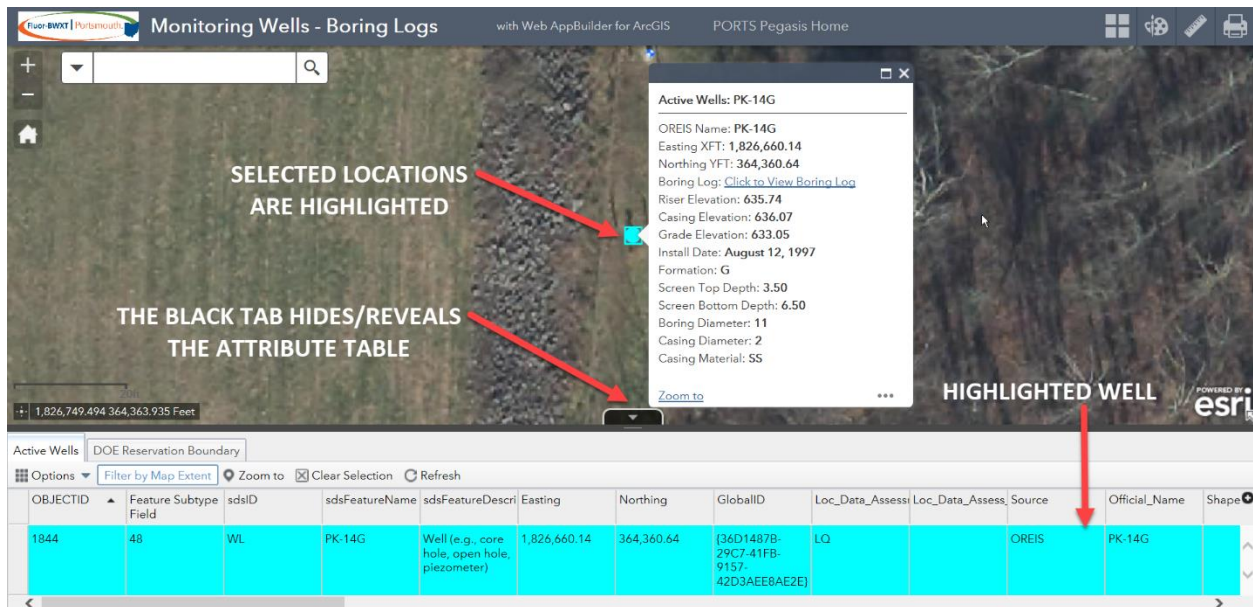 Fluor-BWXT | Portsmouth
Monitoring Wells - Boring Logs
with Web AppBuilder for ArcGIS
PORTS Pegasis Home
Active Wells: PK-14G
OREIS Name: PK-14G
Easting XFT: 1,826,660.14
Northing YFT: 364,360.64
Boring Log: Click to View Boring Log
Riser Elevation: 635.74
Casing Elevation: 636.07
Grade Elevation: 633.05
Install Date: August 12, 1997
Formation: G
Screen Top Depth: 3.50
Screen Bottom Depth: 6.50
Boring Diameter: 11
Casing Diameter: 2
Casing Material: SS
Zoom to
SELECTED LOCATIONS
ARE HIGHLIGHTED
THE BLACK TAB HIDES/REVEALS
THE ATTRIBUTE TABLE
HIGHLIGHTED WELL
POWERED BY
esri
1,826,749.494 364,363.935 Feet
Active Wells DOE Reservation Boundary
Options Filter by Map Extent Zoom to Clear Selection Refresh
OBJECTID Feature Subtype sdsID sdsFeatureName sdsFeatureDescri Easting Northing GlobalID Loc_Data_Assess Loc_Data_Assess_ Source Official_Name Shape
Field
1844 48 WL PK-14G Well (e.g., core 1,826,660.14 364,360.64 {36D1487B- LQ OREIS PK-14G
hole, open hole, 29C7-41FB-
piezometer) 9157-
42D3AEE8AE2E}